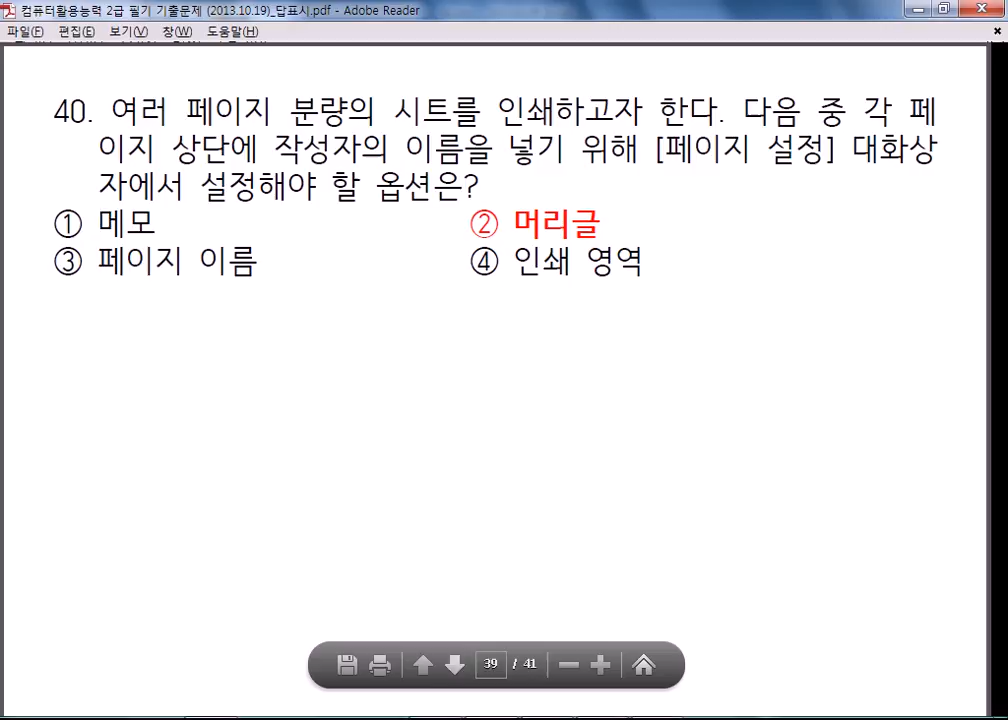 컴퓨터활용능력 2급 필기 기출문제 (2013.10.19)_답표시.pdf - Adobe Reader
파일(F) 편집(E) 보기(V) 창(W) 도움말(H)
40. 여러 페이지 분량의 시트를 인쇄하고자 한다. 다음 중 각 페
이지 상단에 작성자의 이름을 넣기 위해 [페이지 설정] 대화상
자에서 설정해야 할 옵션은?
① 메모 ② 머리글
③ 페이지 이름 ④ 인쇄 영역
39 / 41